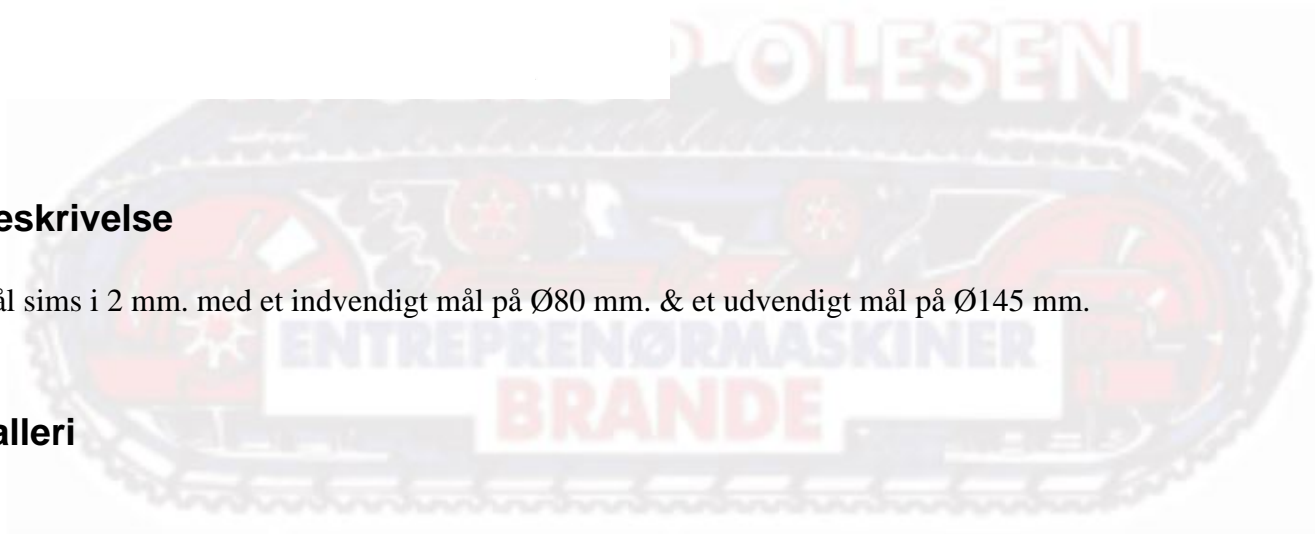 P OLESEN
eskrivelse
ål sims i 2 mm. med et indvendigt mål på Ø80 mm. & et udvendigt mål på Ø145 mm.
ENTREPRENØRMASKINER
BRANDE
alleri